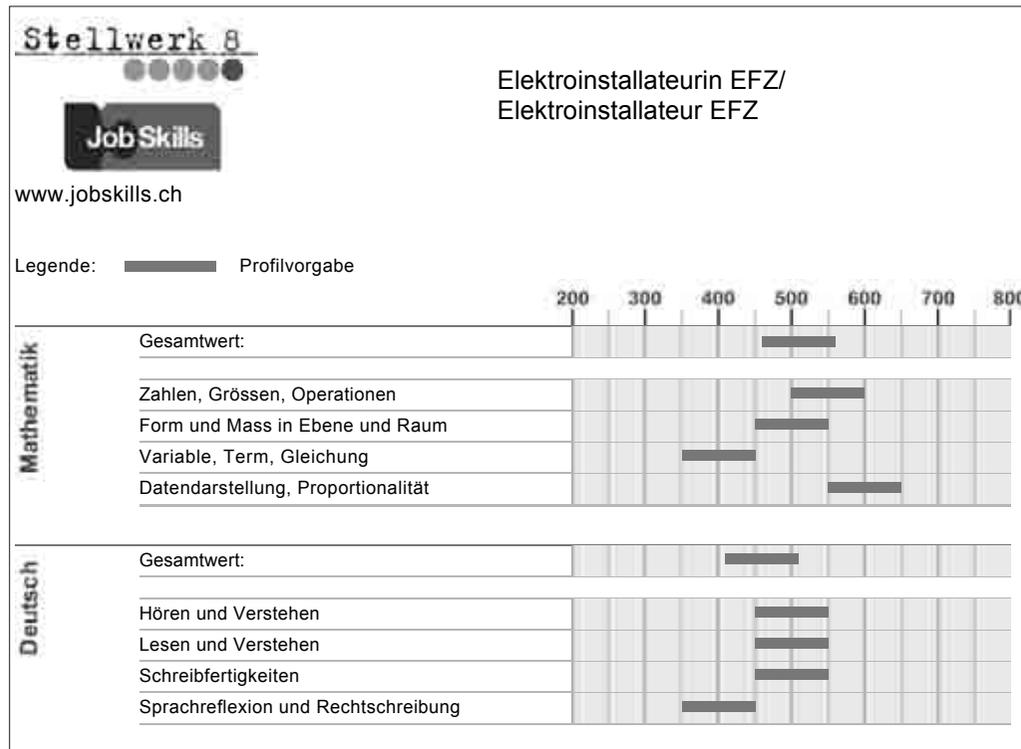 Stellwerk 8
Job Skills
www.jobskills.ch
Elektroinstallateurin EFZ/
Elektroinstallateur EFZ
Legende: Profilvorgabe
200 300 400 500 600 700 800
Mathematik
Gesamtwert:
Zahlen, Grössen, Operationen
Form und Mass in Ebene und Raum
Variable, Term, Gleichung
Datendarstellung, Proportionalität
Deutsch
Gesamtwert:
Hören und Verstehen
Lesen und Verstehen
Schreibfertigkeiten
Sprachreflexion und Rechtschreibung